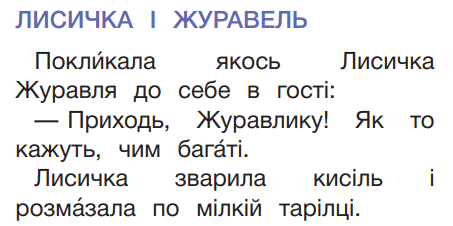 ЛИСИЧКА І ЖУРАВЕЛЬ
Покли́кала якось Лисичка
Журавля до себе в гості:
— Приходь, Журавлику! Як то
кажуть, чим бага́ті.
Лисичка зварила кисіль і
розма́зала по мілкій тарілці.